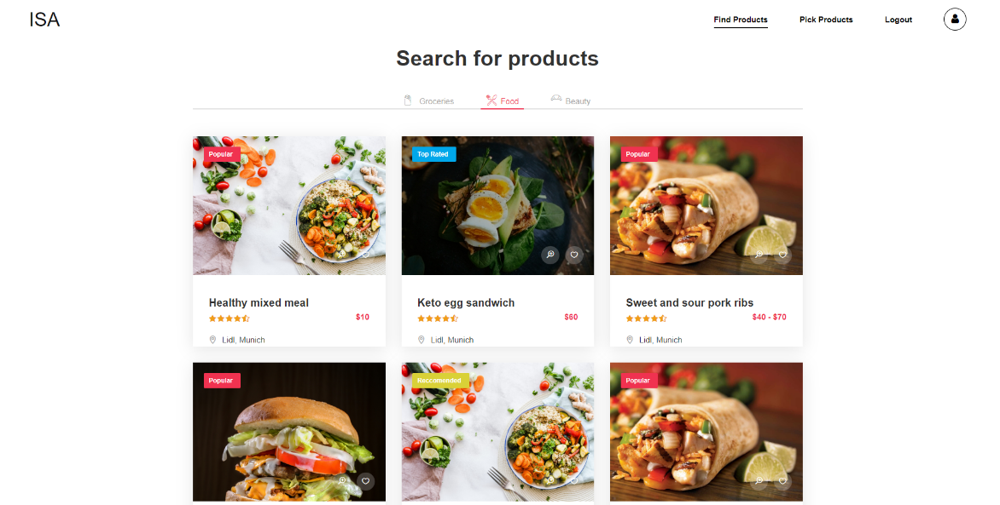 ISA
Find Products
Pick Products
Logout
Search for products
Groceries
Food
Beauty
Popular
Top Rated
Popular
Healthy mixed meal
$10
Lidl, Munich
Keto egg sandwich
$60
Lidl, Munich
Sweet and sour pork ribs
$40 - $70
Lidl, Munich
Popular
Reccomended
Popular